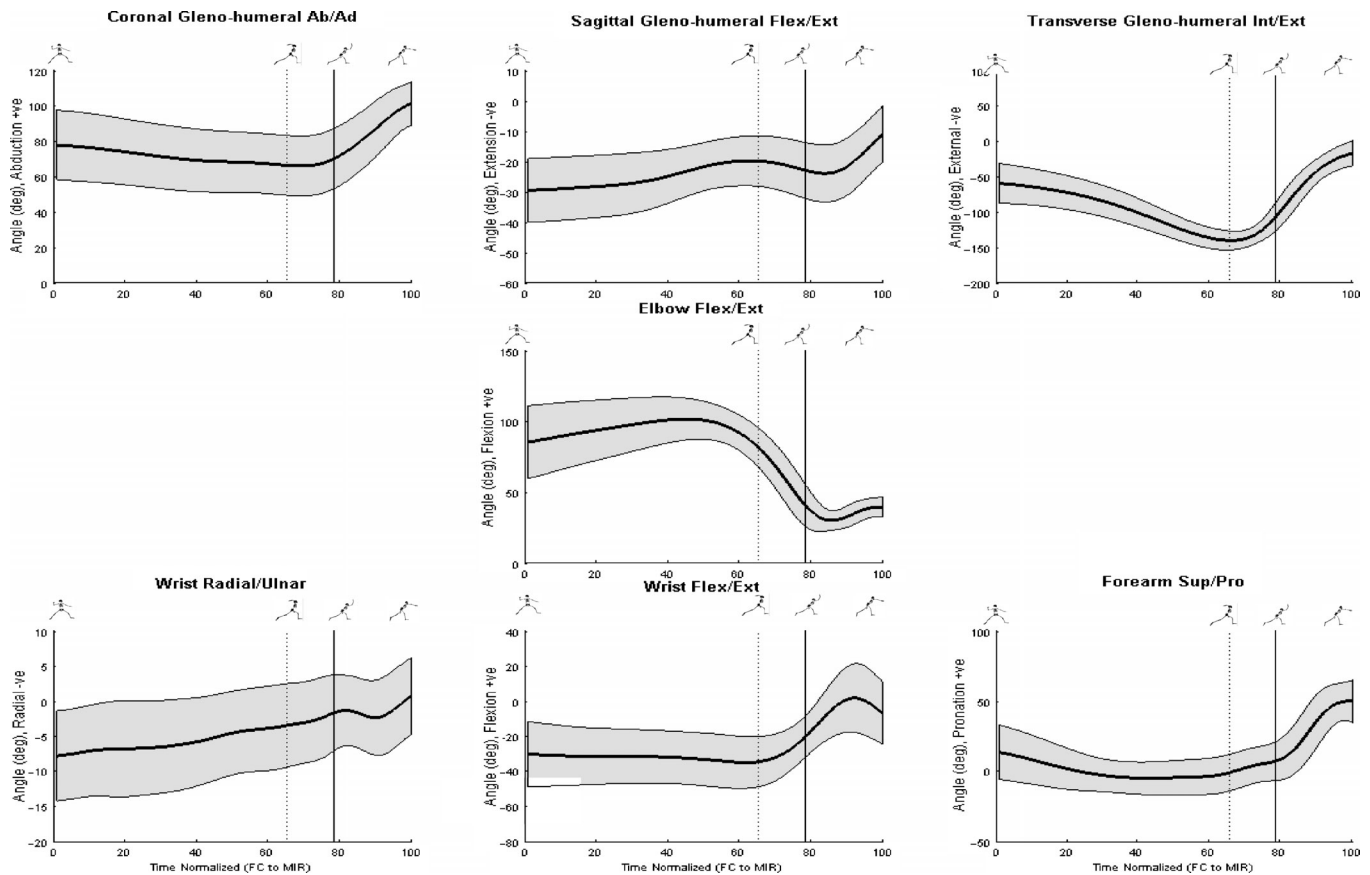 Coronal Gleno-humeral Ab/Ad
Angle (deg), Abduction +ve
120
100
80
60
40
20
0
0 20 40 60 80 100
Sagittal Gleno-humeral Flex/Ext
Angle (deg), Extension -ve
10
0
-10
-20
-30
-40
-50
-60
0 20 40 60 80 100
Transverse Gleno-humeral Int/Ext
Angle (deg), External -ve
100
50
0
-50
-100
-150
-200
0 20 40 60 80 100
Elbow Flex/Ext
Angle (deg), Flexion +ve
150
100
50
0
0 20 40 60 80 100
Wrist Radial/Ulnar
Angle (deg), Radial -ve
10
5
0
-5
-10
-15
-20
0 20 40 60 80 100
Time Normalized (FC to MIR)
Wrist Flex/Ext
Angle (deg), Flexion +ve
40
20
0
-20
-40
-60
-80
0 20 40 60 80 100
Time Normalized (FC to MIR)
Forearm Sup/Pro
Angle (deg), Pronation +ve
100
50
0
-50
0 20 40 60 80 100
Time Normalized (FC to MIR)